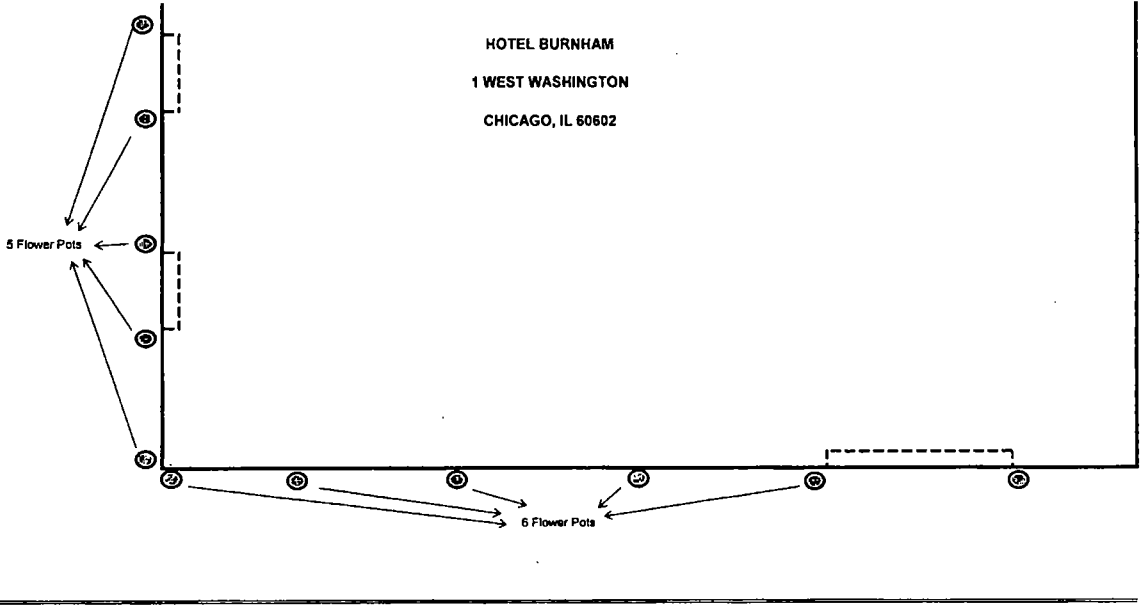 HOTEL BURNHAM
1 WEST WASHINGTON
CHICAGO, IL 60602
5 Flower Pots
6 Flower Pots